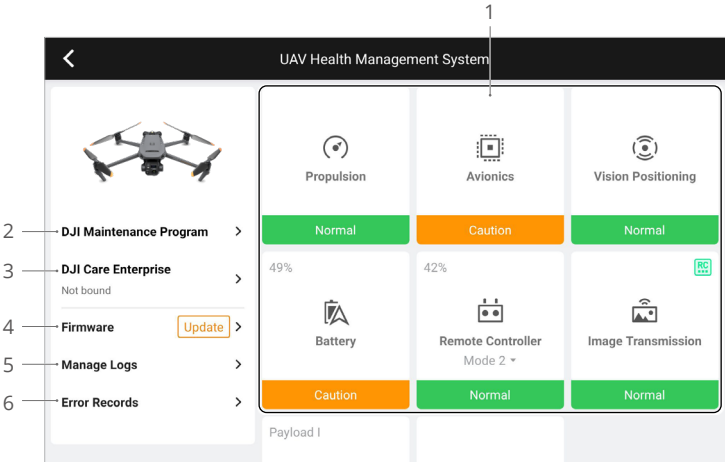 1
UAV Health Management System
Propulsion
Normal
Avionics
Caution
Vision Positioning
Normal
2 DJI Maintenance Program
3 DJI Care Enterprise
Not bound
4 Firmware Update
5 Manage Logs
6 Error Records
49%
Battery
Caution
42%
Remote Controller
Mode 2
Normal
RC
Image Transmission
Normal
Payload I